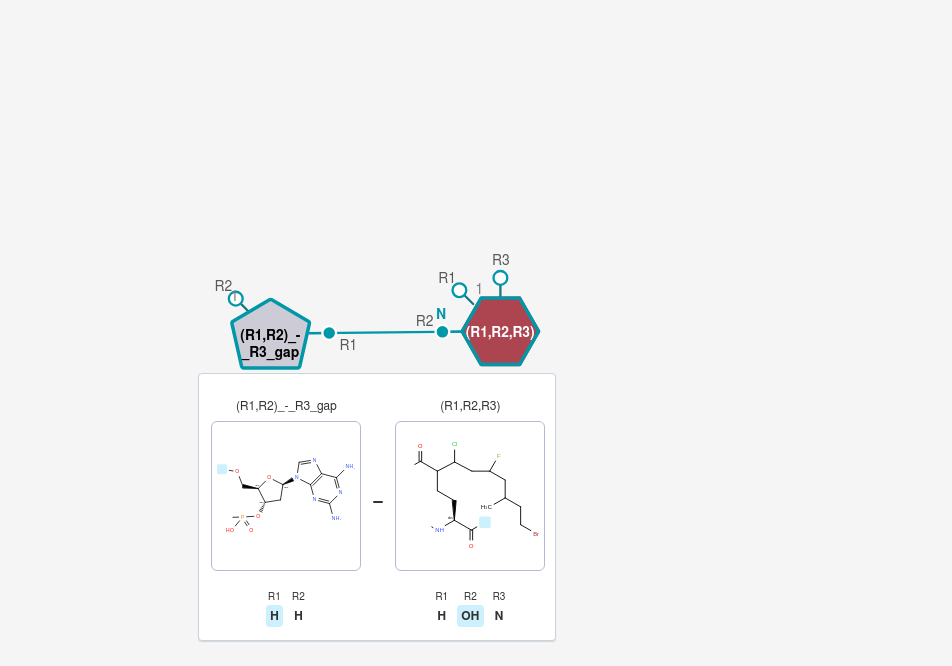 R3
R1
1
R2
1
N
R2
(R1,R2)_-
_R3_gap
R1
(R1,R2,R3)
(R1,R2)_-_R3_gap
(R1,R2,R3)
O
N
N
NH₂
O
O
N
N
N
P
O
HO
O
NH₂
–
O
Cl
F
H₃C
NH
O
Br
R1 R2
H H
R1 R2 R3
H OH N